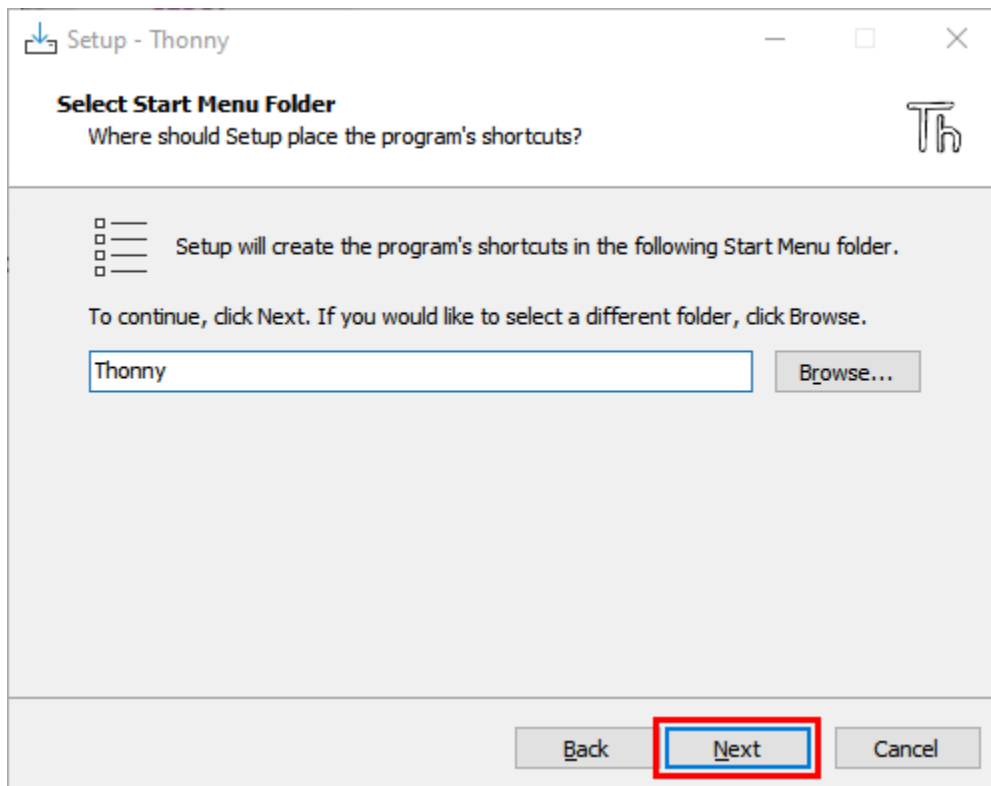 Setup - Thonny
Select Start Menu Folder
Where should Setup place the program's shortcuts?
Th
Setup will create the program's shortcuts in the following Start Menu folder.
To continue, click Next. If you would like to select a different folder, click Browse.
Thonny
Browse...
Back
Next
Cancel